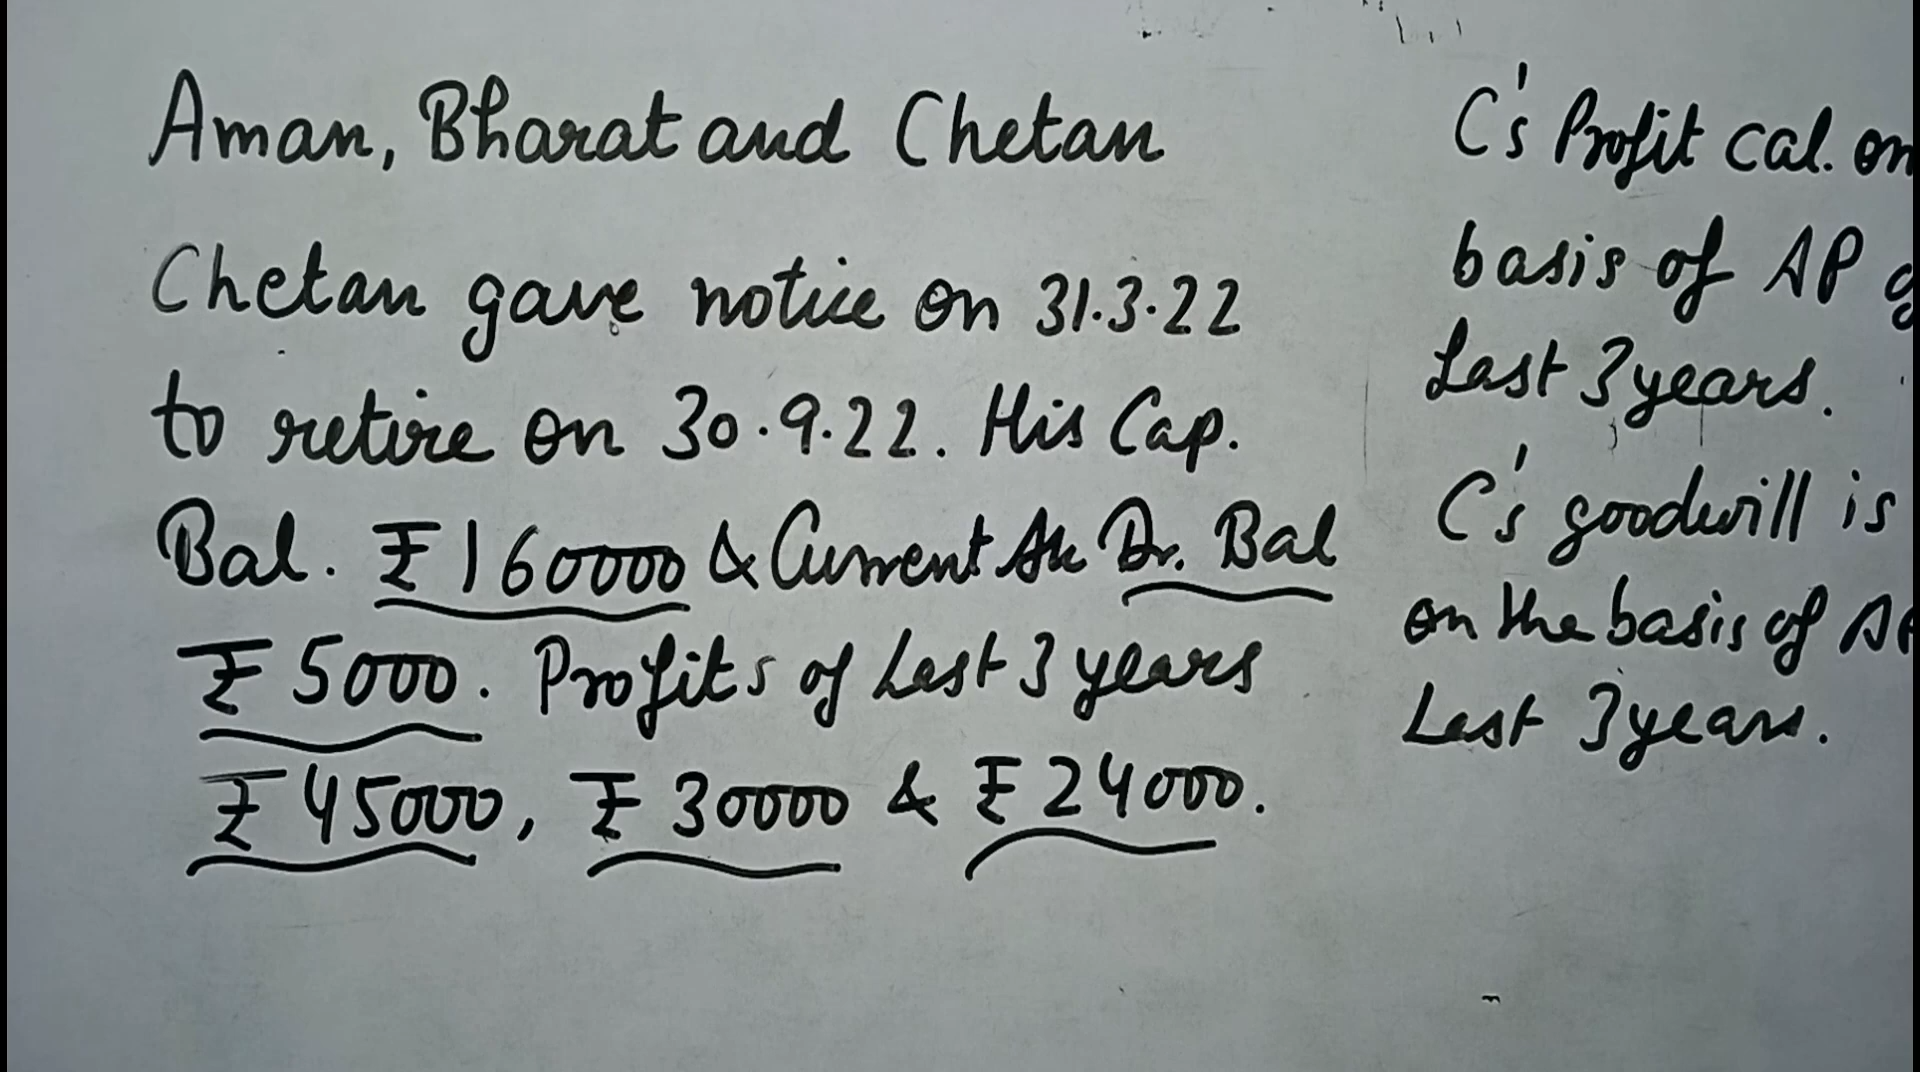 Aman, Bharat and Chetan
Chetan gave notice on 31.3.22
to retire on 30.9.22. His Cap.
Bal. ₹160000 & Current A/c Dr. Bal
₹5000. Profits of Last 3 years
₹45000, ₹30000 & ₹24000.
C's Profit cal. on
basis of AP
Last 3 years.
C's goodwill is
on the basis of AP
Last 3 years.